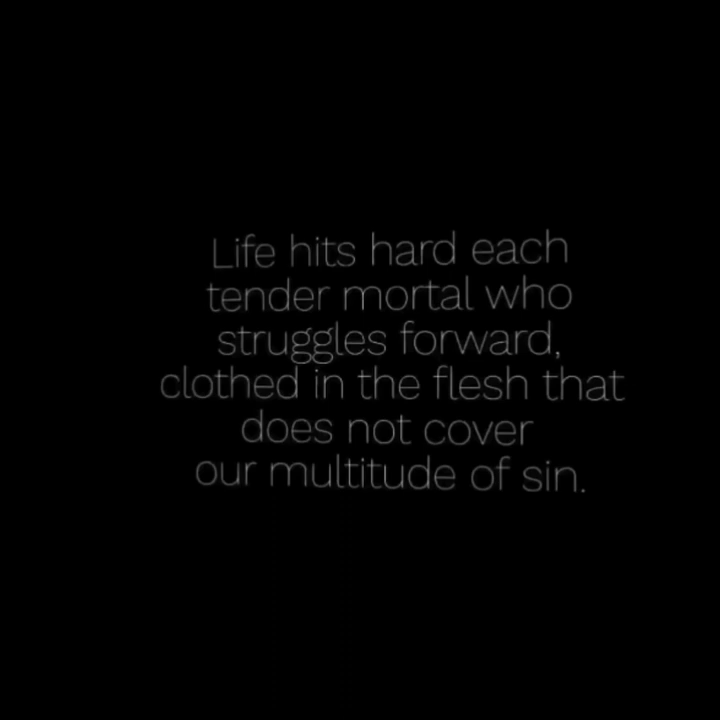 Life hits hard each
tender mortal who
struggles forward,
clothed in the flesh that
does not cover
our multitude of sin.